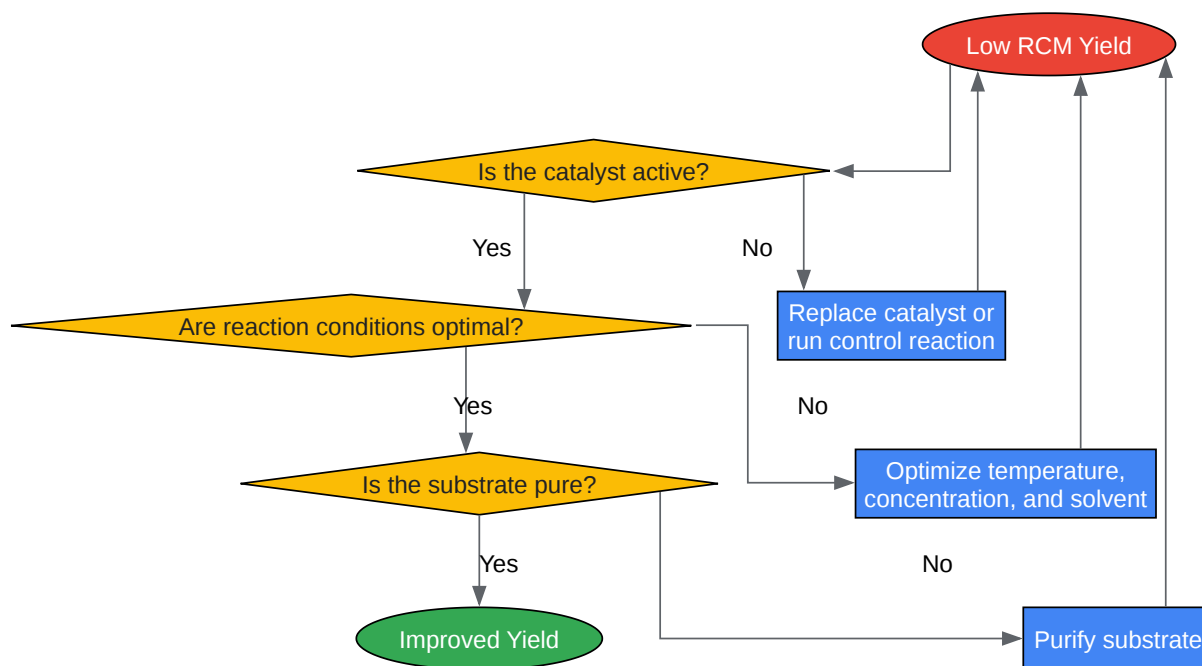 Low RCM Yield
Is the catalyst active?
Yes
No
Replace catalyst or
run control reaction
Are reaction conditions optimal?
Yes
No
Optimize temperature,
concentration, and solvent
Is the substrate pure?
Yes
No
Improved Yield
Purify substrate